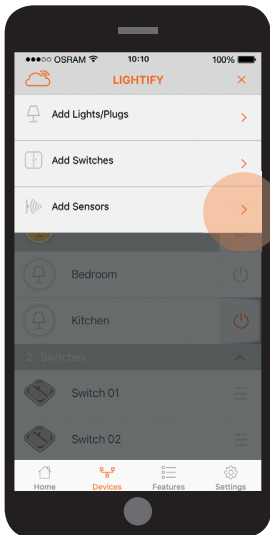 OSRAM 10:10 100%
LIGHTIFY
Add Lights/Plugs
Add Switches
Add Sensors
Bedroom
Kitchen
2 Switches
Switch 01
Switch 02
Home Devices Features Settings